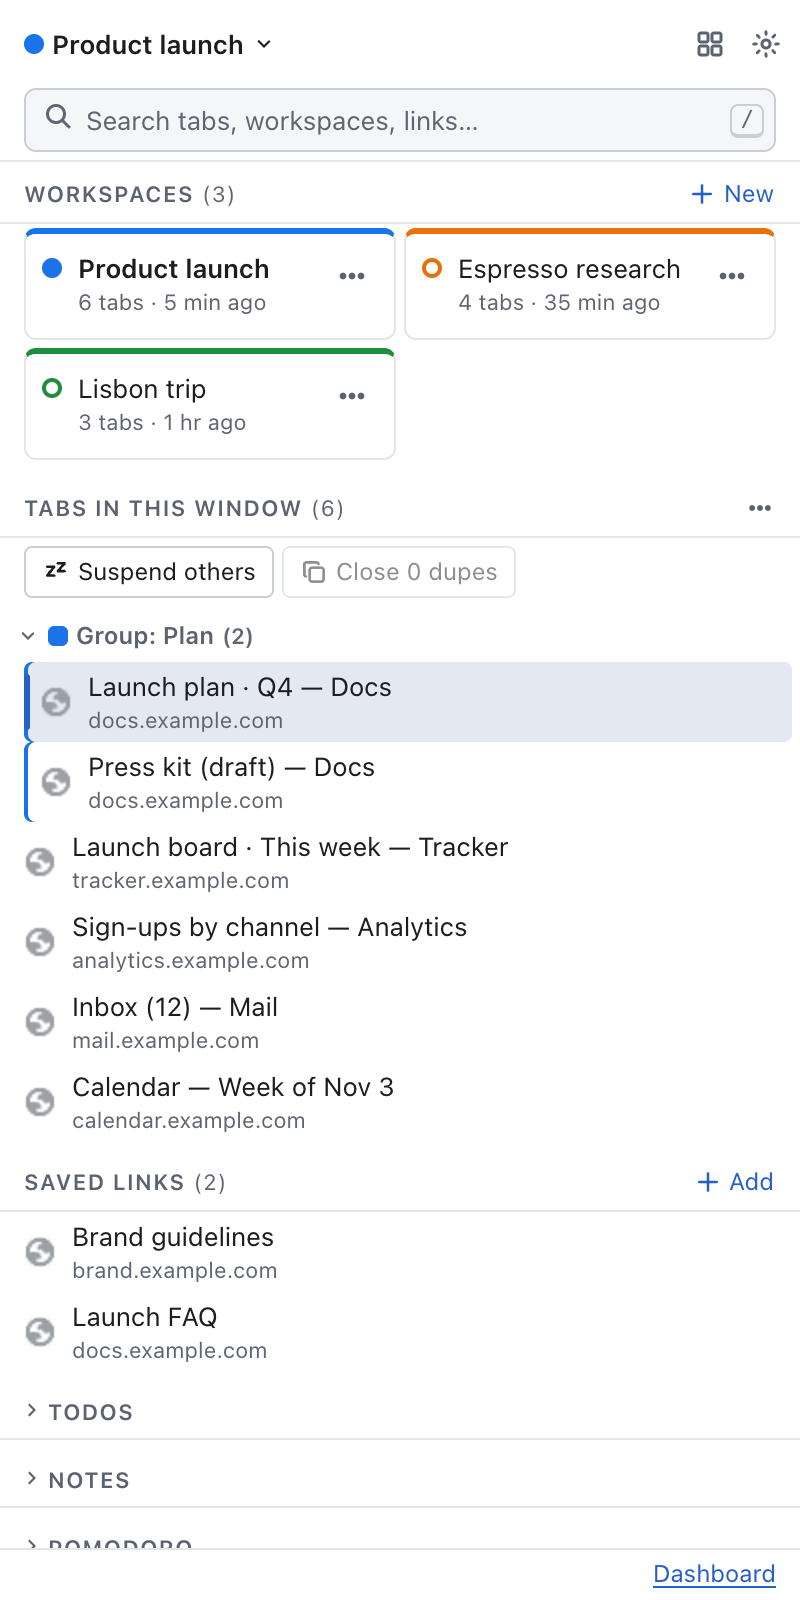 Product launch
Search tabs, workspaces, links...
/
WORKSPACES (3)
+ New
Product launch
6 tabs · 5 min ago
Espresso research
4 tabs · 35 min ago
Lisbon trip
3 tabs · 1 hr ago
TABS IN THIS WINDOW (6)
zz Suspend others
Close 0 dupes
Group: Plan (2)
Launch plan · Q4 — Docs
docs.example.com
Press kit (draft) — Docs
docs.example.com
Launch board · This week — Tracker
tracker.example.com
Sign-ups by channel — Analytics
analytics.example.com
Inbox (12) — Mail
mail.example.com
Calendar — Week of Nov 3
calendar.example.com
SAVED LINKS (2)
+ Add
Brand guidelines
brand.example.com
Launch FAQ
docs.example.com
TODOS
NOTES
POMODORO
Dashboard